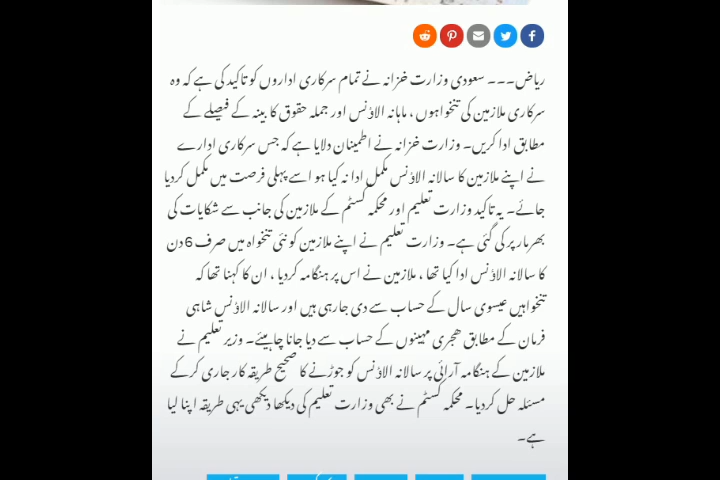 ریاض۔۔۔ سعودی وزارت خزانہ نے تمام سرکاری اداروں کو تاکید کی ہے کہ وہ
سرکاری ملازمین کی تنخواہوں ، ماہانہ الاؤنس اور جملہ حقوق کابینہ کے فیصلے کے
مطابق ادا کریں۔ وزارت خزانہ نے اطمینان دلایا ہے کہ جس سرکاری ادارے
نے اپنے ملازمین کا سالانہ الاؤنس مکمل ادا نہ کیا ہو اسے پہلی فرصت میں مکمل کردیا
جائے۔ یہ تاکید وزارت تعلیم اور محکمہ کسٹم کے ملازمین کی جانب سے شکایات کی
بھرمار پر کی گئی ہے۔ وزارت تعلیم نے اپنے ملازمین کو نئی تنخواہ میں صرف 6 دن
کا سالانہ الاؤنس ادا کیا تھا ، ملازمین نے اس پر ہنگامہ کردیا ، ان کا کہنا تھا کہ
تنخواہیں عیسوی سال کے حساب سے دی جارہی ہیں اور سالانہ الاؤنس شاہی
فرمان کے مطابق ھجری مہینوں کے حساب سے دیا جانا چاہیئے۔ وزیر تعلیم نے
ملازمین کے ہنگامہ آرائی پر سالانہ الاؤنس کو جوڑنے کا صحیح طریقہ کار جاری کرکے
مسئلہ حل کردیا۔ محکمہ کسٹم نے بھی وزارت تعلیم کی دیکھا دیکھی یہی طریقہ اپنا لیا
ہے۔